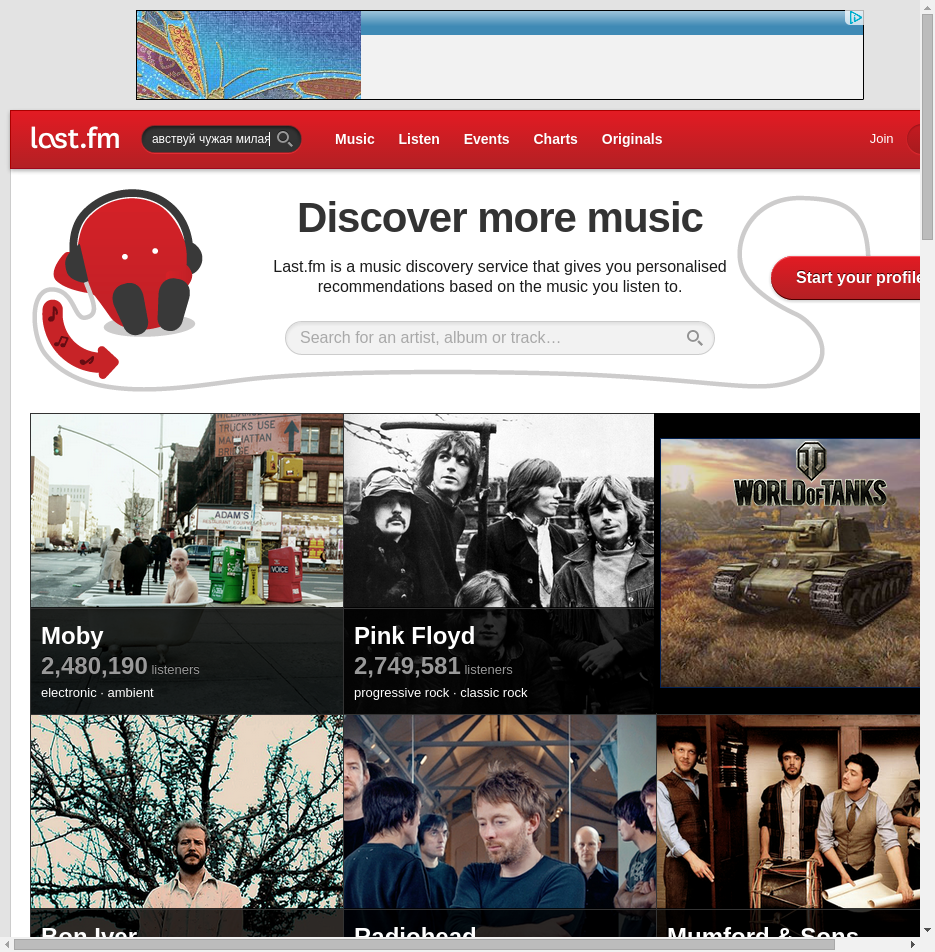 last.fm
авствуй чужая милая
Music
Listen
Events
Charts
Originals
Join
Discover more music
Last.fm is a music discovery service that gives you personalised
recommendations based on the music you listen to.
Start your profile
Search for an artist, album or track…
TRUCKS USE
MANHATTAN
BRIDGE
ADAM'S
VOICE
WORLD OF TANKS
Moby
2,480,190 listeners
electronic · ambient
Pink Floyd
2,749,581 listeners
progressive rock · classic rock
Bon Iver
Radiohead
Mumford & Sons